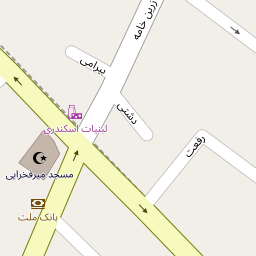 زرین خامه
بیرامی
دشتی
لبنیات اسکندری
رفعت
مسجد میرفخرایی
بانک ملت